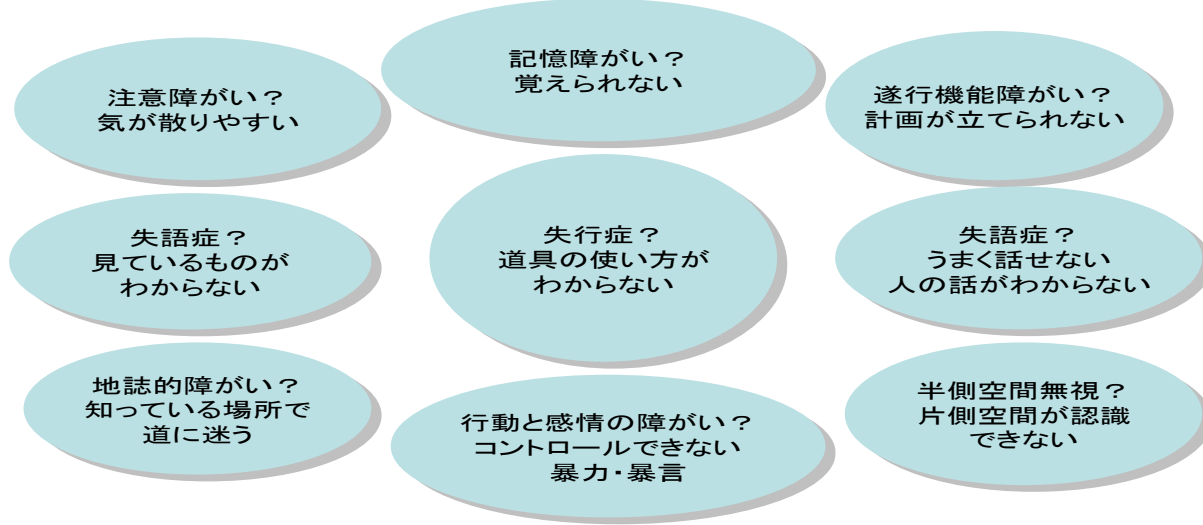 注意障がい？
気が散りやすい
記憶障がい？
覚えられない
遂行機能障がい？
計画が立てられない
失語症？
見ているものが
わからない
失行症？
道具の使い方が
わからない
失語症？
うまく話せない
人の話がわからない
地誌的障がい？
知っている場所で
道に迷う
行動と感情の障がい？
コントロールできない
暴力・暴言
半側空間無視？
片側空間が認識
できない